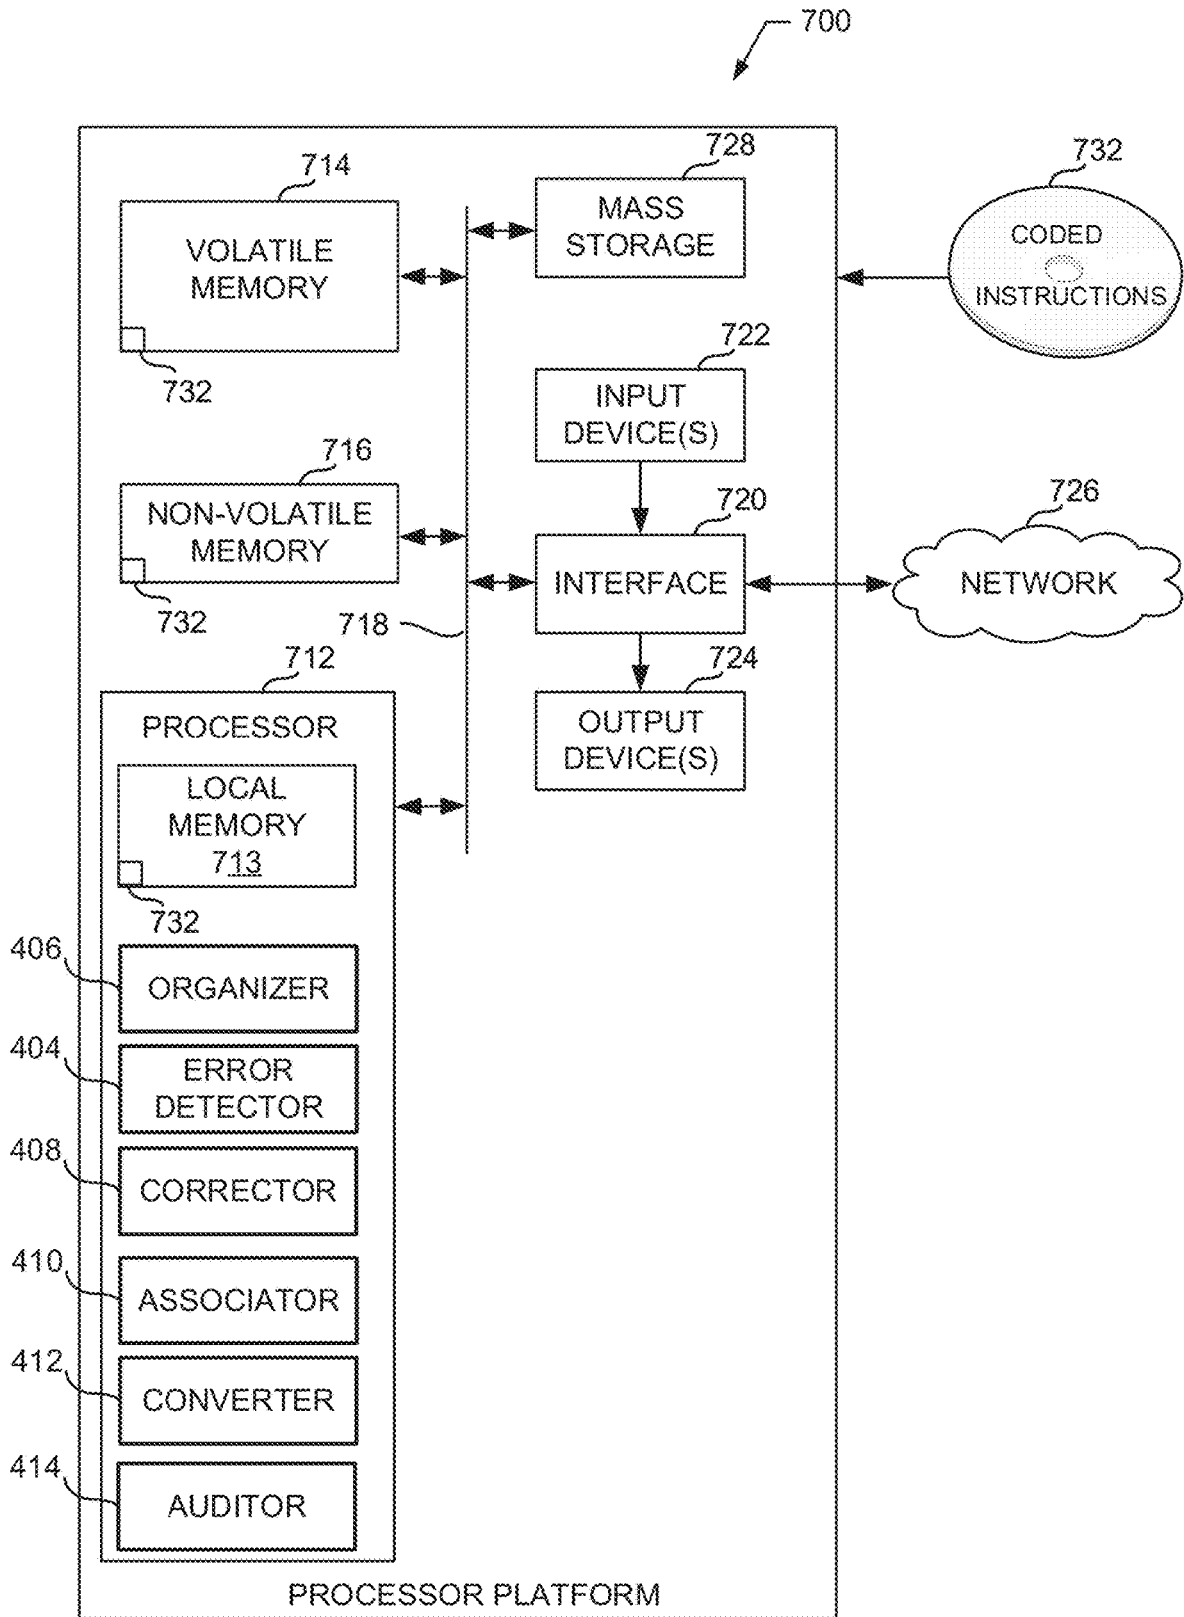 700
714
VOLATILE
MEMORY
732
728
MASS
STORAGE
732
CODED
INSTRUCTIONS
722
INPUT
DEVICE(S)
716
NON-VOLATILE
MEMORY
732
720
INTERFACE
726
NETWORK
718
724
OUTPUT
DEVICE(S)
712
PROCESSOR
LOCAL
MEMORY
713
732
406
ORGANIZER
404
ERROR
DETECTOR
408
CORRECTOR
410
ASSOCIATOR
412
CONVERTER
414
AUDITOR
PROCESSOR PLATFORM